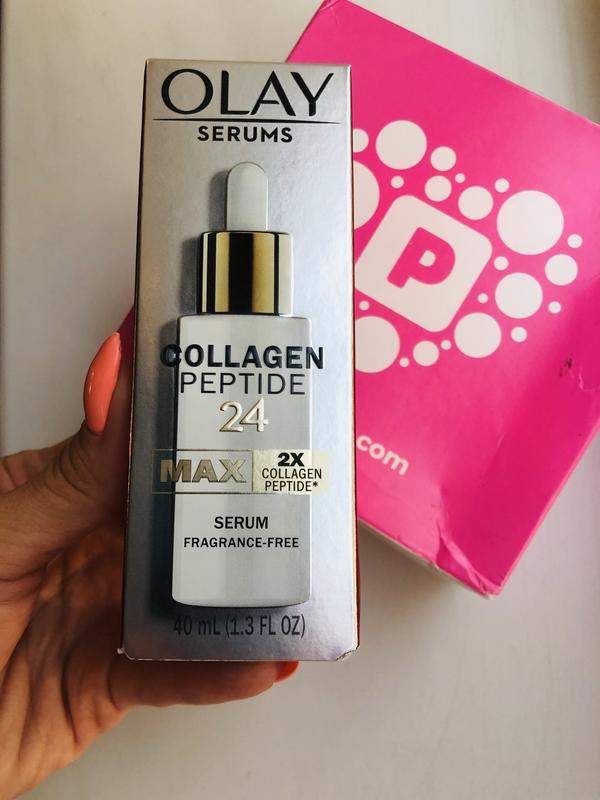 OLAY
SERUMS
COLLAGEN
PEPTIDE
24
MAX
2X
COLLAGEN
PEPTIDE*
SERUM
FRAGRANCE-FREE
40 mL (1.3 FL OZ)
P
.com